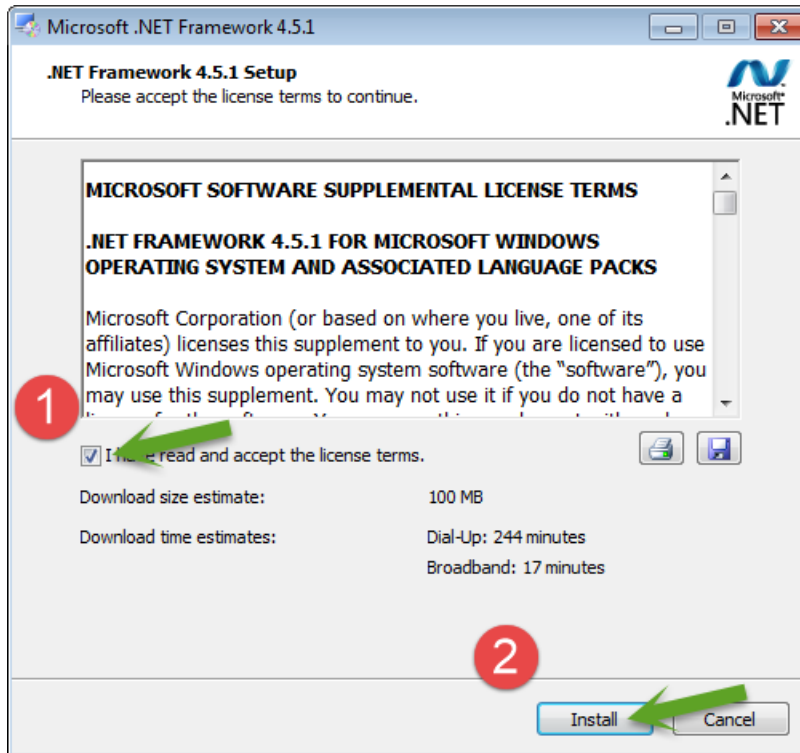 Microsoft .NET Framework 4.5.1
.NET Framework 4.5.1 Setup
Please accept the license terms to continue.
Microsoft
.NET
MICROSOFT SOFTWARE SUPPLEMENTAL LICENSE TERMS
.NET FRAMEWORK 4.5.1 FOR MICROSOFT WINDOWS
OPERATING SYSTEM AND ASSOCIATED LANGUAGE PACKS
Microsoft Corporation (or based on where you live, one of its
affiliates) licenses this supplement to you. If you are licensed to use
Microsoft Windows operating system software (the “software”), you
may use this supplement. You may not use it if you do not have a
1
I have read and accept the license terms.
Download size estimate: 100 MB
Download time estimates: Dial-Up: 244 minutes
Broadband: 17 minutes
2
Install Cancel